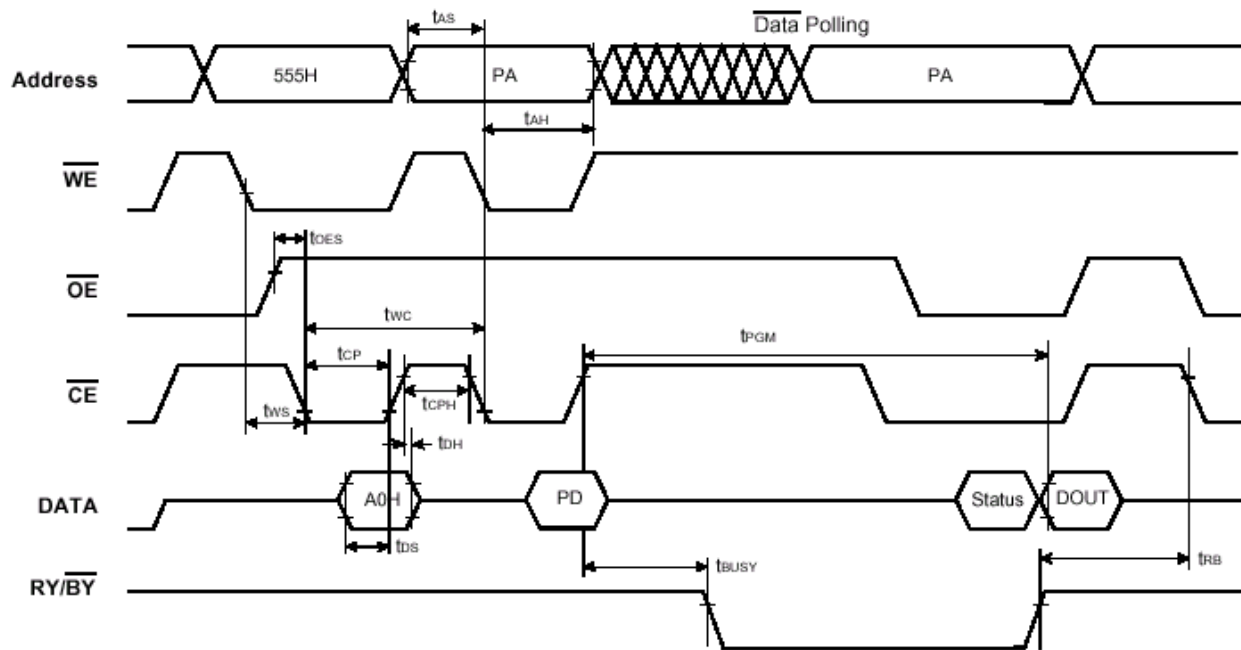 tAS
Data Polling
Address
555H
PA
PA
tAH
WE
tOES
OE
tWC
tPGM
tCP
CE
tCPH
tWS
tDH
DATA
A0H
PD
Status
DOUT
tDS
tBUSY
tRB
RY/BY